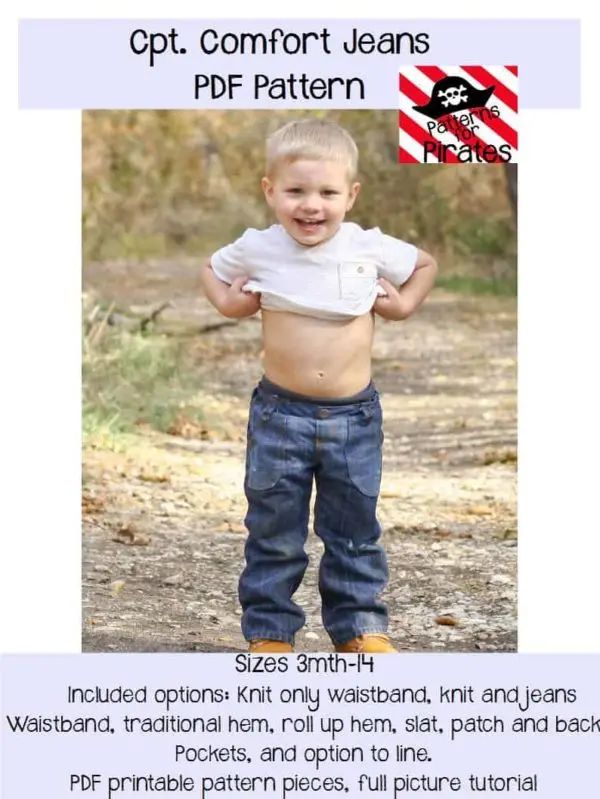 Cpt. Comfort Jeans
PDF Pattern
Patterns
for
Pirates
Sizes 3mth-14
Included options: Knit only waistband, knit and jeans
Waistband, traditional hem, roll up hem, slat, patch and back
Pockets, and option to line.
PDF printable pattern pieces, full picture tutorial